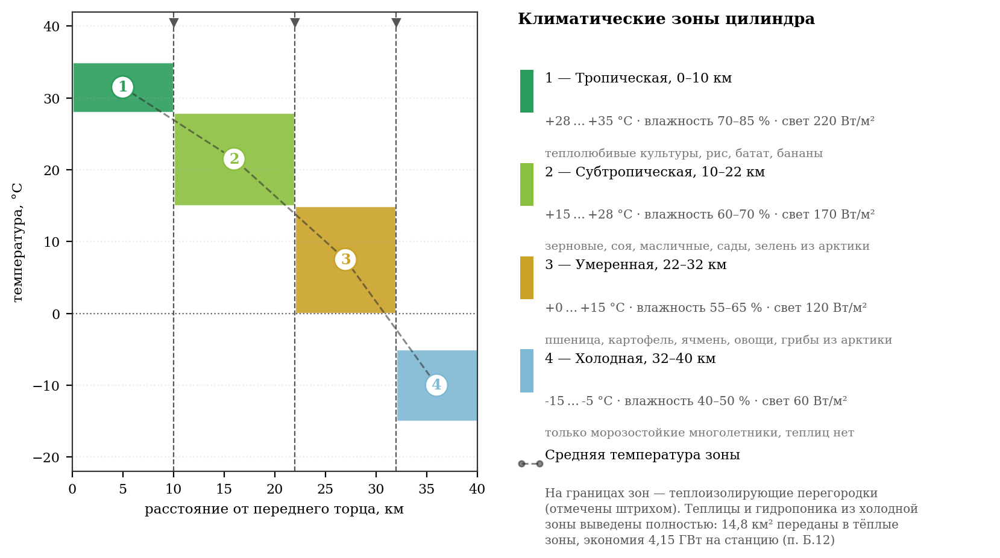 40
30
20
10
0
−10
−20
температура, °C
1
2
3
4
0 5 10 15 20 25 30 35 40
расстояние от переднего торца, км
Климатические зоны цилиндра
1 — Тропическая, 0–10 км
+28 … +35 °C · влажность 70–85 % · свет 220 Вт/м²
теплолюбивые культуры, рис, батат, бананы
2 — Субтропическая, 10–22 км
+15 … +28 °C · влажность 60–70 % · свет 170 Вт/м²
зерновые, соя, масличные, сады, зелень из арктики
3 — Умеренная, 22–32 км
+0 … +15 °C · влажность 55–65 % · свет 120 Вт/м²
пшеница, картофель, ячмень, овощи, грибы из арктики
4 — Холодная, 32–40 км
-15 … -5 °C · влажность 40–50 % · свет 60 Вт/м²
только морозостойкие многолетники, теплиц нет
Средняя температура зоны
На границах зон — теплоизолирующие перегородки
(отмечены штрихом). Теплицы и гидропоника из холодной
зоны выведены полностью: 14,8 км² переданы в тёплые
зоны, экономия 4,15 ГВт на станцию (п. Б.12)